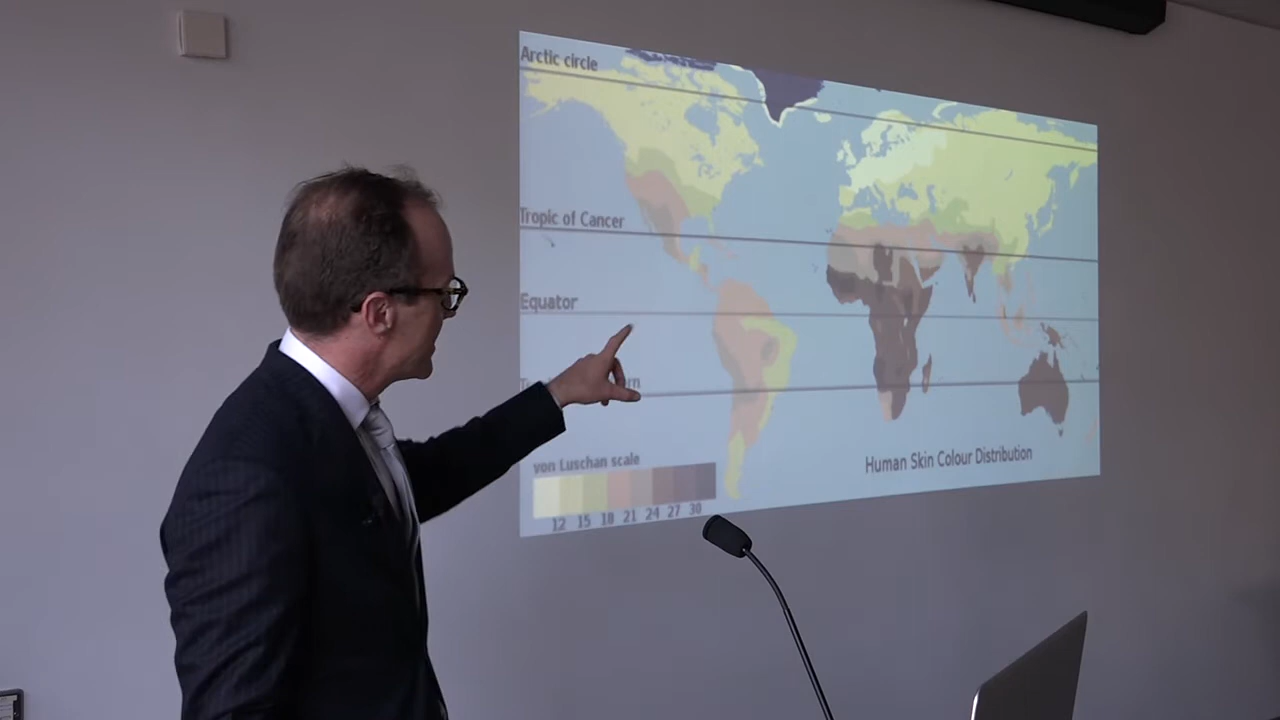 Arctic circle
Tropic of Cancer
Equator
von Luschan scale
12 15 18 21 24 27 30
Human Skin Colour Distribution